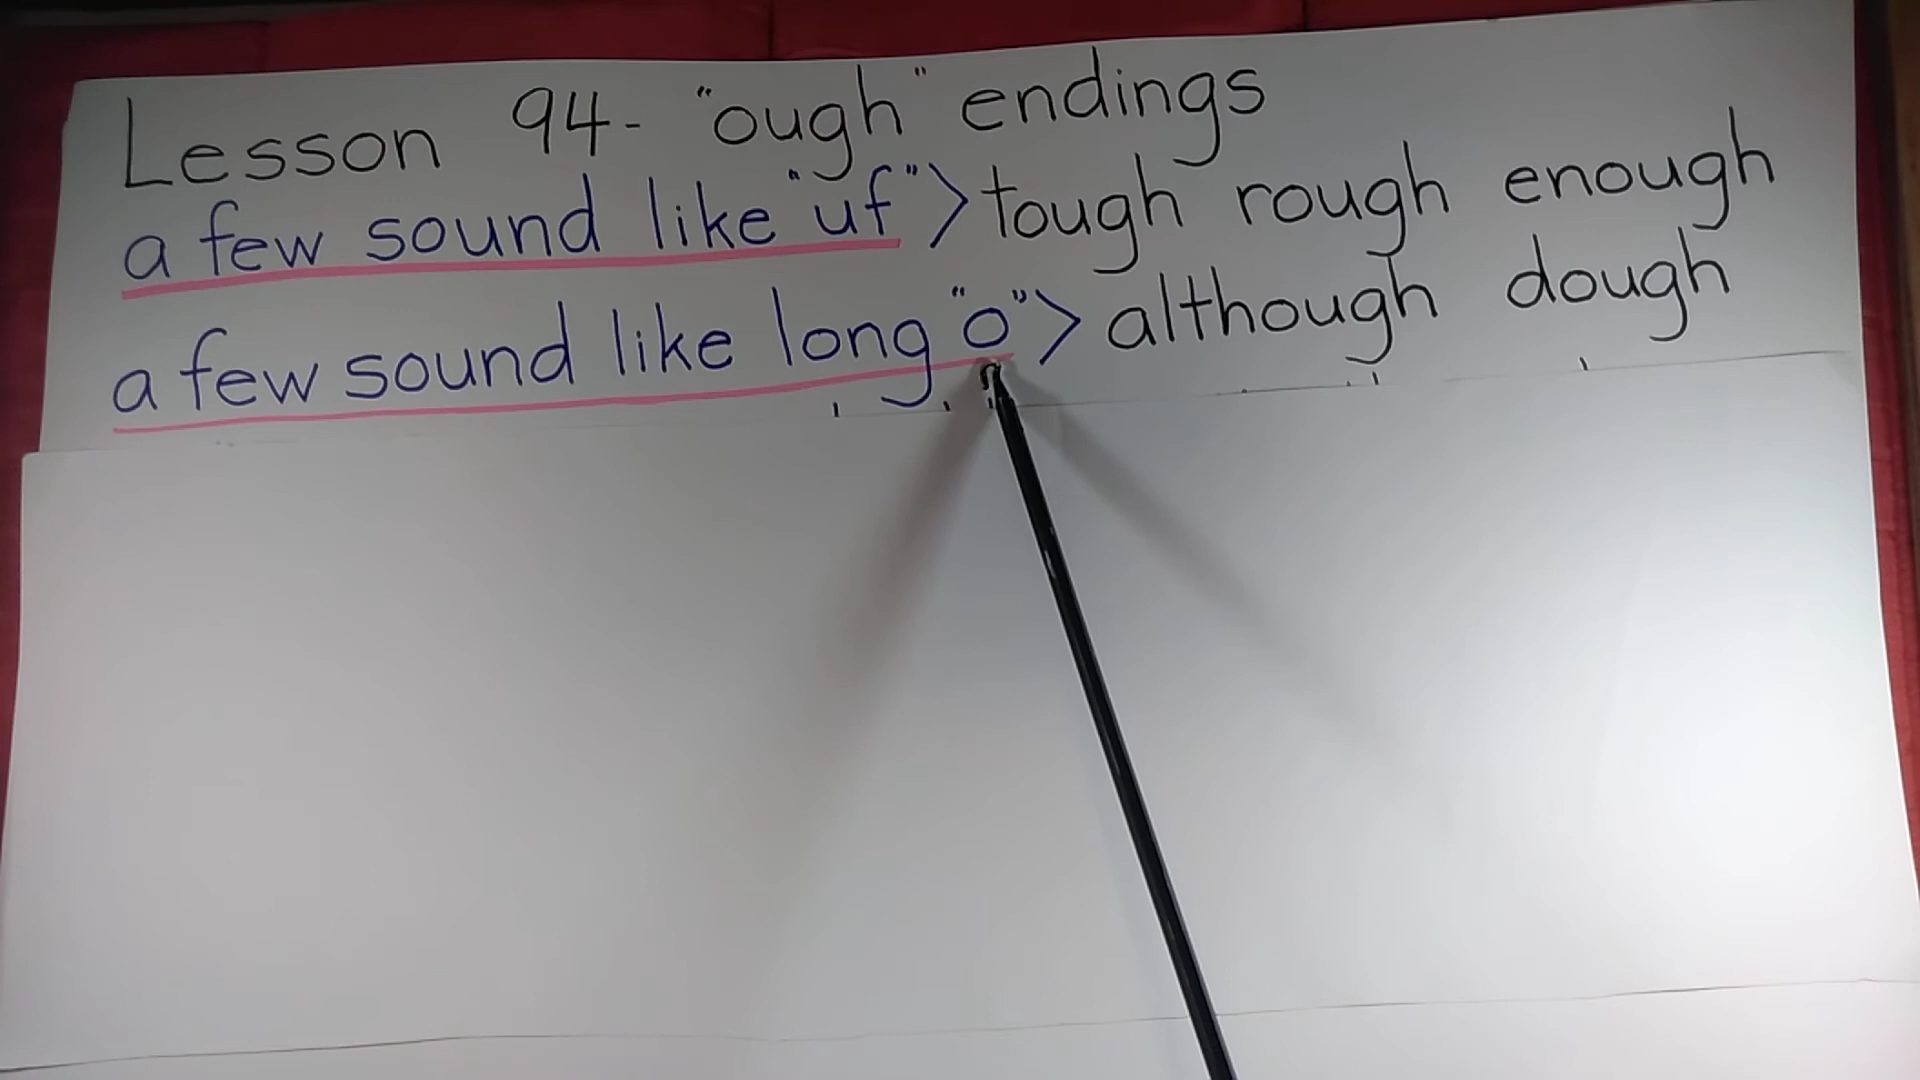 Lesson 94- "ough" endings
a few sound like "uf" > tough rough enough
a few sound like long "o" > although dough